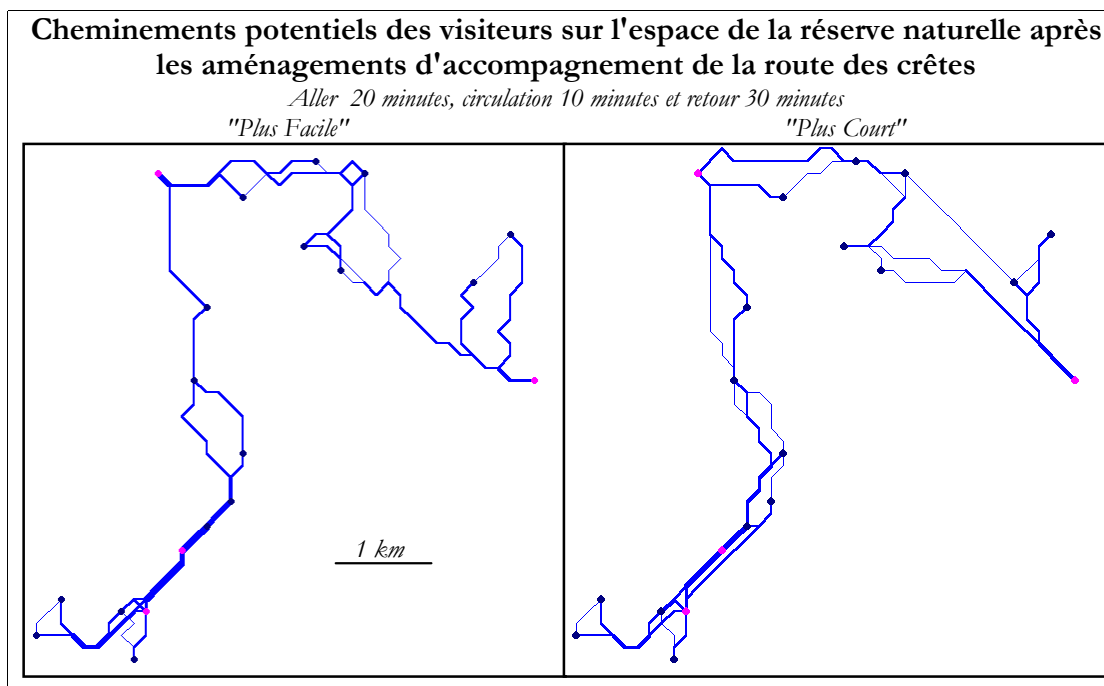 Cheminements potentiels des visiteurs sur l'espace de la réserve naturelle après
les aménagements d'accompagnement de la route des crêtes
Aller 20 minutes, circulation 10 minutes et retour 30 minutes
"Plus Facile"
"Plus Court"
1 km